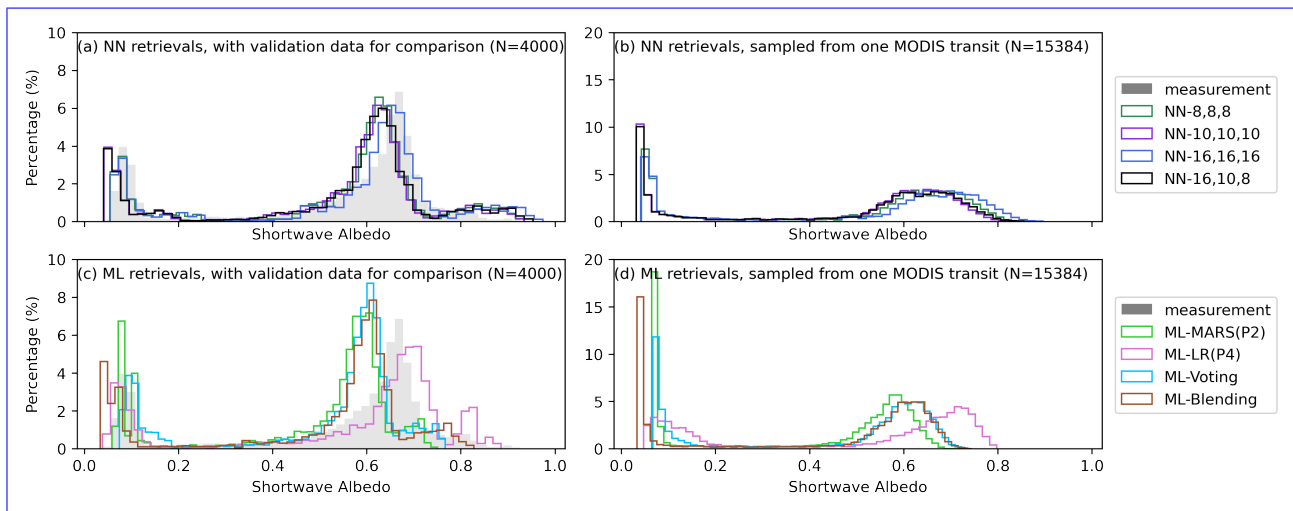 (a) NN retrievals, with validation data for comparison (N=4000)
10
8
6
4
2
0
Percentage (%)
Shortwave Albedo
(b) NN retrievals, sampled from one MODIS transit (N=15384)
20
15
10
5
0
Shortwave Albedo
measurement
NN-8,8,8
NN-10,10,10
NN-16,16,16
NN-16,10,8
(c) ML retrievals, with validation data for comparison (N=4000)
10
8
6
4
2
0
Percentage (%)
0.0 0.2 0.4 0.6 0.8 1.0
Shortwave Albedo
(d) ML retrievals, sampled from one MODIS transit (N=15384)
20
15
10
5
0
0.0 0.2 0.4 0.6 0.8 1.0
Shortwave Albedo
measurement
ML-MARS(P2)
ML-LR(P4)
ML-Voting
ML-Blending